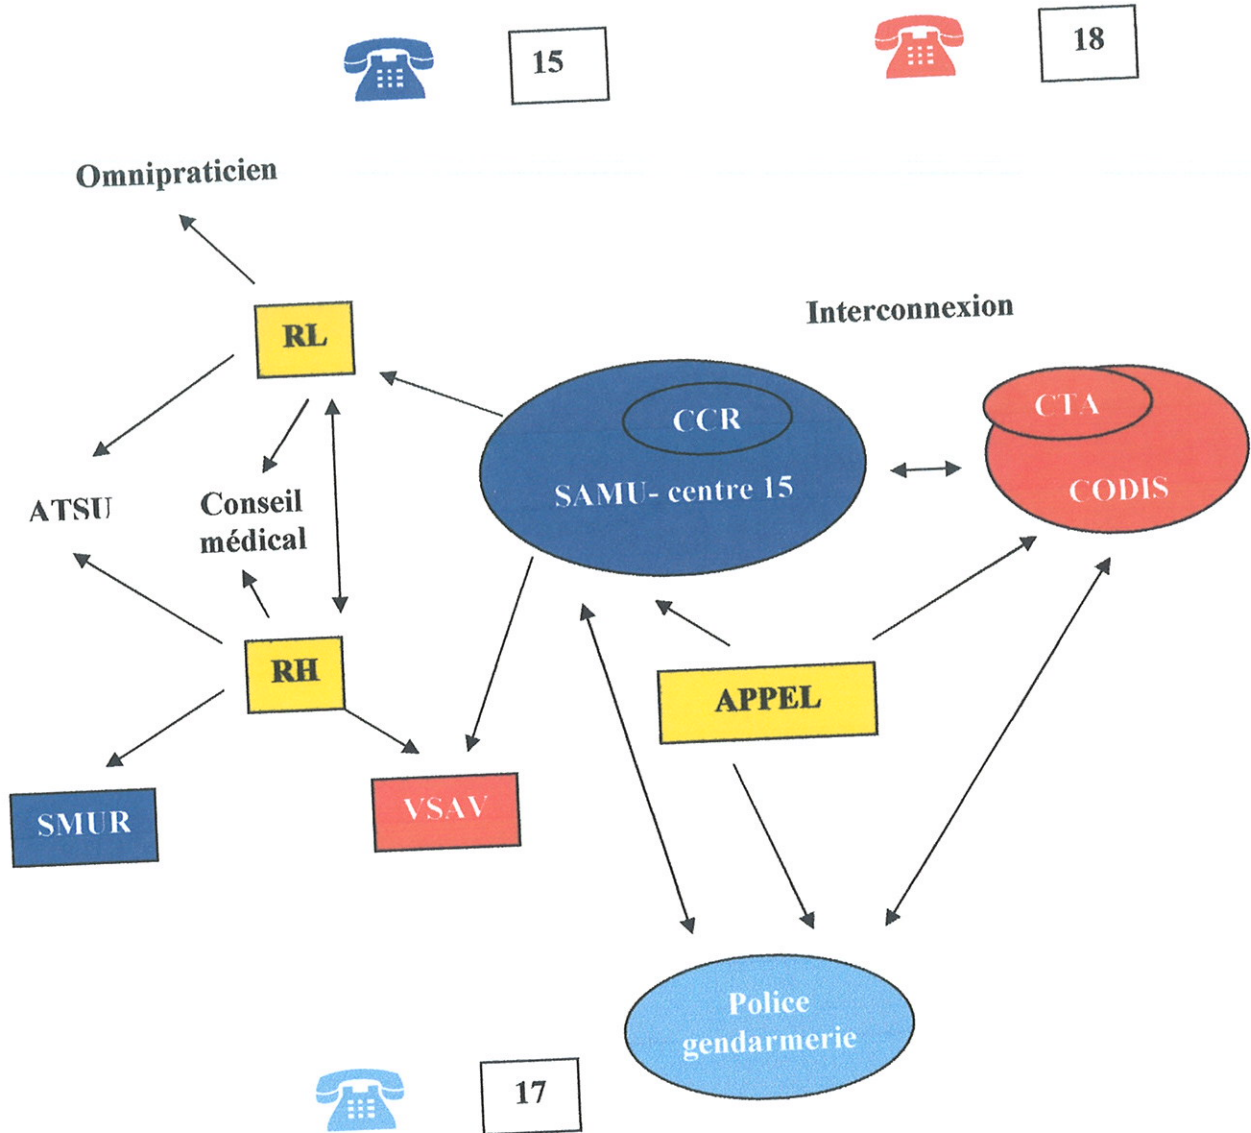 15
18
Omnipraticien
RL
Interconnexion
CCR
SAMU- centre 15
CTA
CODIS
ATSU
Conseil
médical
RH
APPEL
SMUR
VSAV
Police
gendarmerie
17